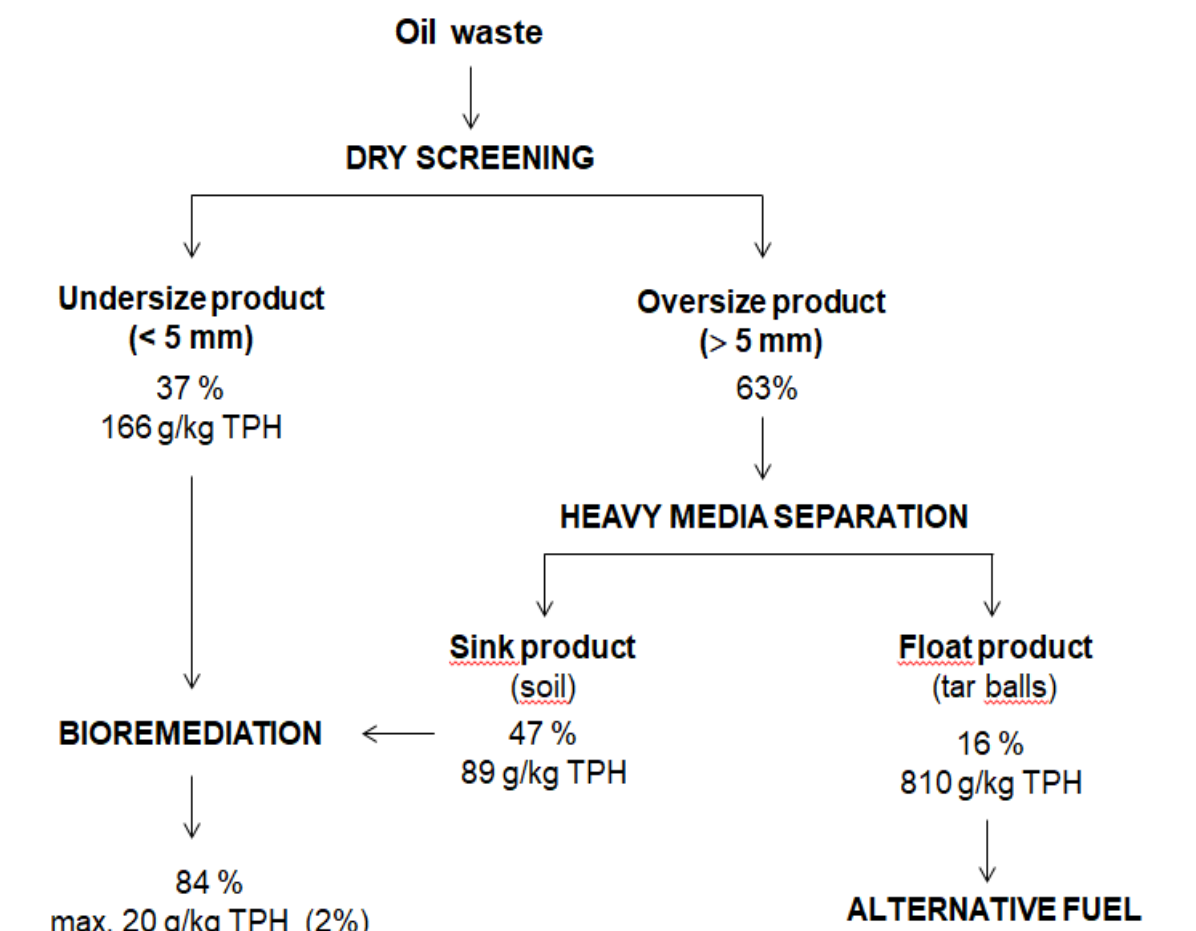 Oil waste
DRY SCREENING
Undersize product
(< 5 mm)
37 %
166 g/kg TPH
Oversize product
(> 5 mm)
63%
HEAVY MEDIA SEPARATION
Sink product
(soil)
47 %
89 g/kg TPH
Float product
(tar balls)
16 %
810 g/kg TPH
BIOREMEDIATION
84 %
max. 20 g/kg TPH (2%)
ALTERNATIVE FUEL